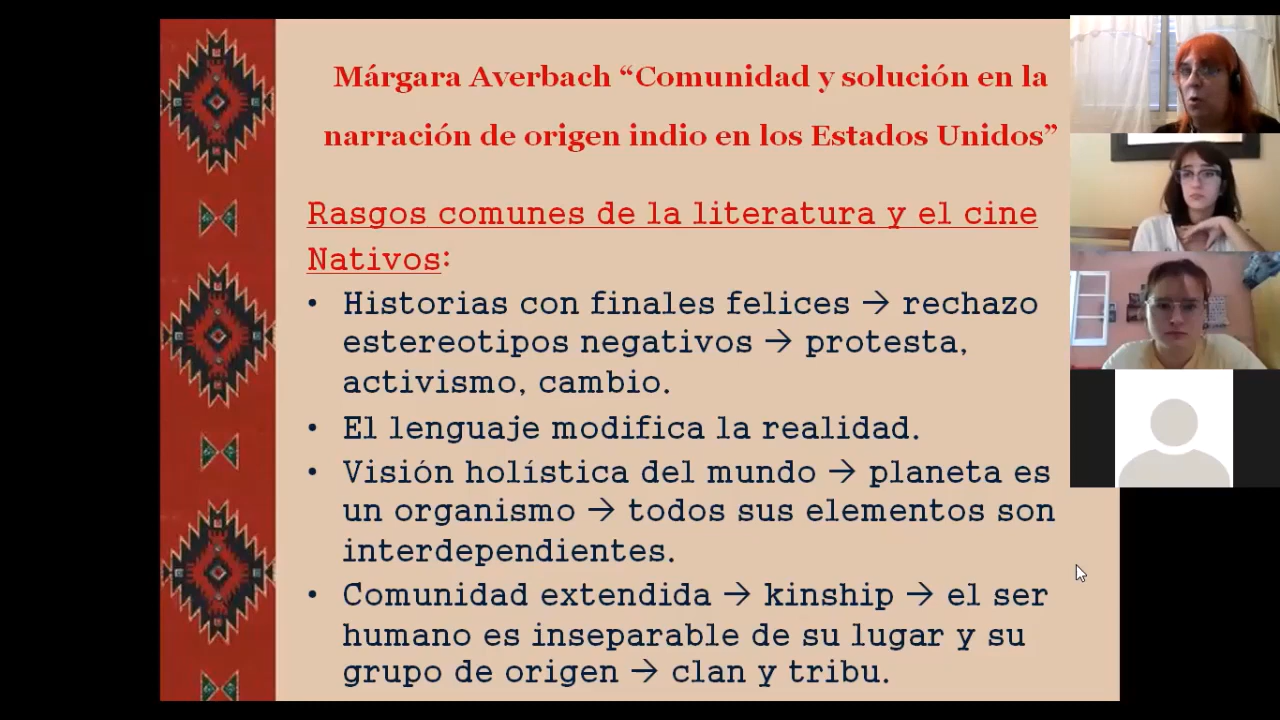 Márgara Averbach “Comunidad y solución en la
narración de origen indio en los Estados Unidos”
Rasgos comunes de la literatura y el cine
Nativos:
• Historias con finales felices → rechazo
estereotipos negativos → protesta,
activismo, cambio.
• El lenguaje modifica la realidad.
• Visión holística del mundo → planeta es
un organismo → todos sus elementos son
interdependientes.
• Comunidad extendida → kinship → el ser
humano es inseparable de su lugar y su
grupo de origen → clan y tribu.